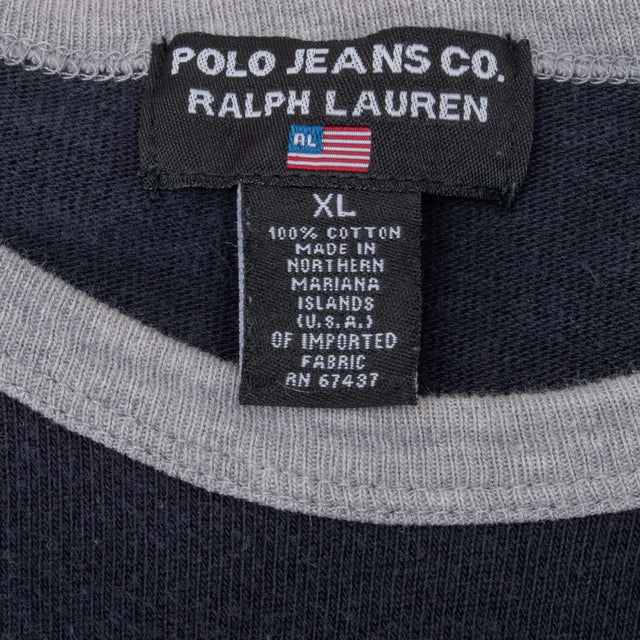 POLO JEANS CO.
RALPH LAUREN
RL
XL
100% COTTON
MADE IN
NORTHERN
MARIANA
ISLANDS
(U.S.A.)
OF IMPORTED
FABRIC
RN 67437